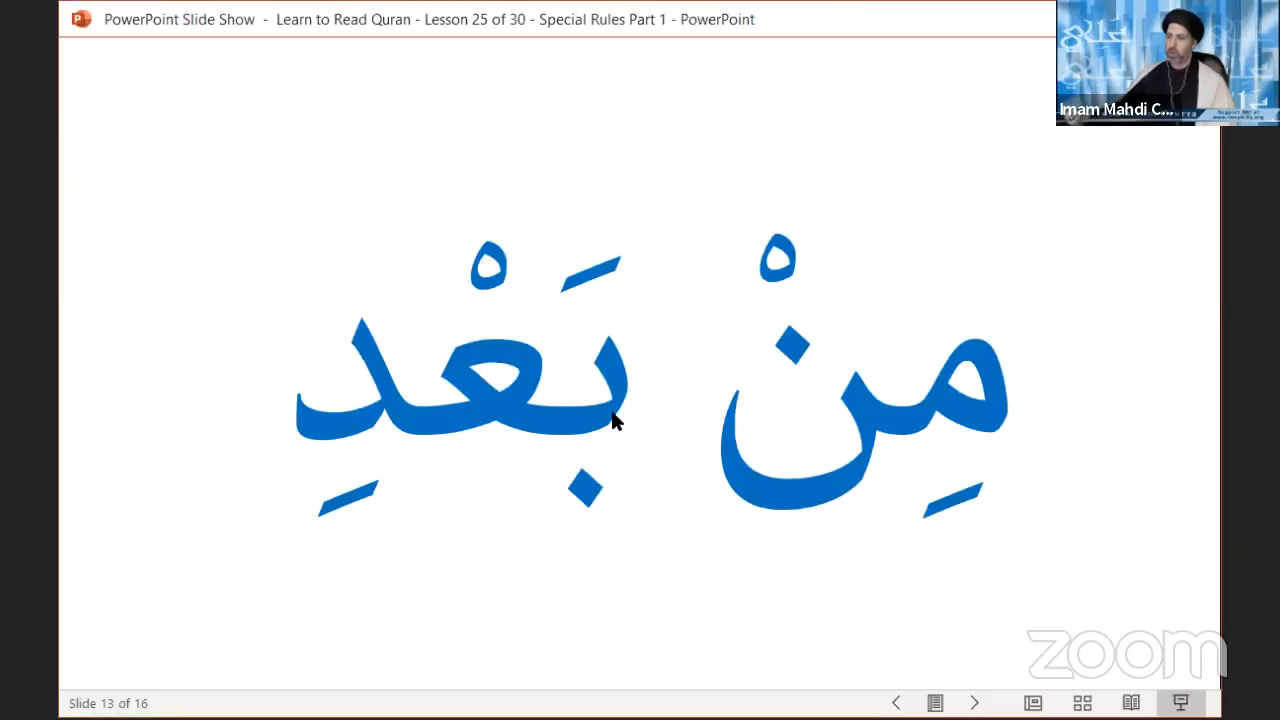 PowerPoint Slide Show - Learn to Read Quran - Lesson 25 of 30 - Special Rules Part 1 - PowerPoint
Imam Mahdi C...
مِنْ بَعْدِ
zoom
Slide 13 of 16